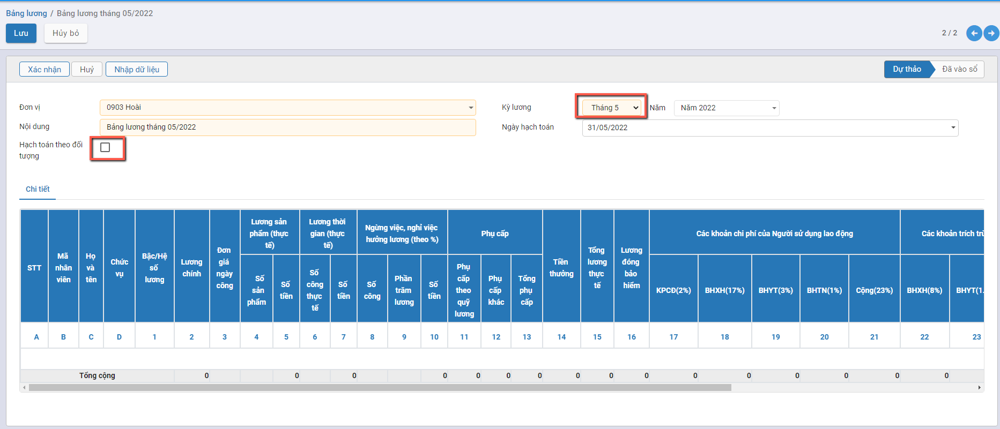 Bảng lương / Bảng lương tháng 05/2022
Lưu Hủy bỏ
2 / 2
Xác nhận Huỷ Nhập dữ liệu
Dự thảo Đã vào sổ
Đơn vị 0903 Hoài
Kỳ lương Tháng 5 Năm Năm 2022
Nội dung Bảng lương tháng 05/2022
Ngày hạch toán 31/05/2022
Hạch toán theo đối
tượng
Chi tiết
STT
Mã
nhân
viên
Họ
và
tên
Chức
vụ
Bậc/Hệ
số
lương
Lương
chính
Đơn
giá
ngày
công
Lương sản
phẩm (thực
tế)
Số
sản
phẩm
Số
tiền
Lương thời
gian (thực
tế)
Số
công
thực
tế
Số
tiền
Ngừng việc, nghỉ việc
hưởng lương (theo %)
Số
công
Phần
trăm
lương
Số
tiền
Phụ cấp
Phụ
cấp
theo
quỹ
lương
Phụ
cấp
khác
Tổng
phụ
cấp
Tiền
thưởng
Tổng
lương
thực
tế
Lương
đóng
bảo
hiểm
Các khoản chi phí của Người sử dụng lao động
KPCĐ(2%) BHXH(17%) BHYT(3%) BHTN(1%) Cộng(23%)
Các khoản trích trừ
BHXH(8%) BHYT(1.
A B C D 1 2 3 4 5 6 7 8 9 10 11 12 13 14 15 16 17 18 19 20 21 22 23
Tổng cộng 0 0 0 0 0 0 0 0 0 0 0 0 0 0 0 0